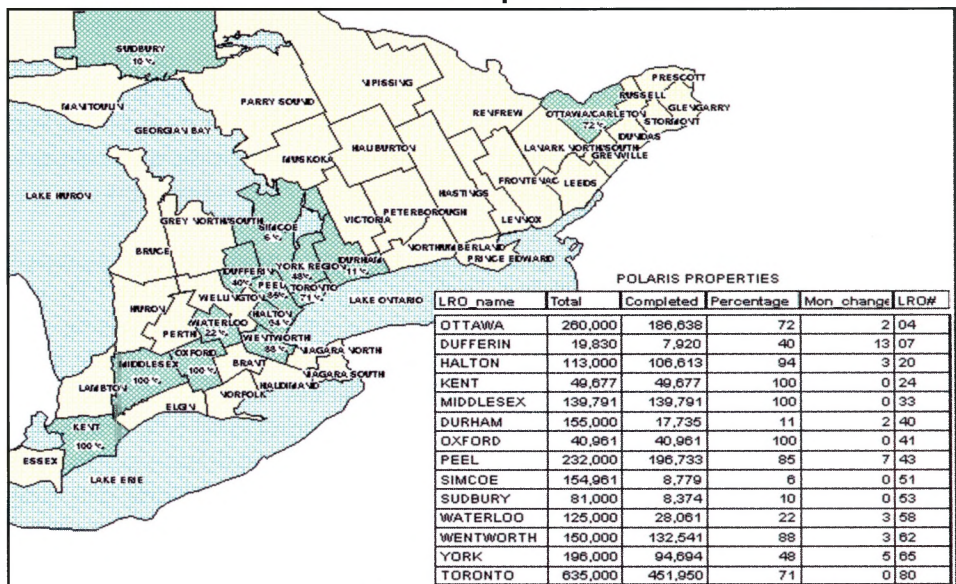 SUDBURY
10 %
MANITOULIN
PARRY SOUND
NIPISSING
RENFREW
PRESCOTT
RUSSELL
GLENGARRY
OTTAWA/CARLETON
72 %
STORMONT
DUNDAS
GEORGIAN BAY
LANARK NORTH/SOUTH
GRENVILLE
HALIBURTON
MUSKOKA
FRONTENAC
LEEDS
LAKE HURON
HASTINGS
GREY NORTH/SOUTH
SIMCOE
6 %
VICTORIA
PETERBOROUGH
LENNOX
BRUCE
NORTHUMBERLAND
PRINCE EDWARD
DURHAM
11 %
YORK REGION
48%
DUFFERIN
40%
PEEL
85%
TORONTO
71 %
LAKE ONTARIO
WELLINGTON
HURON
HALTON
94 %
PERTH
WATERLOO
22 %
WENTWORTH
88 %
NIAGARA NORTH
OXFORD
100 %
MIDDLESEX
100 %
BRANT
NIAGARA SOUTH
HALDIMAND
LAMBTON
NORFOLK
ELGIN
KENT
100 %
ESSEX
LAKE ERIE
POLARIS PROPERTIES
LRO_name Total Completed Percentage Mon_change LRO#
OTTAWA 260,000 186,638 72 2 04
DUFFERIN 19,830 7,920 40 13 07
HALTON 113,000 106,613 94 3 20
KENT 49,677 49,677 100 0 24
MIDDLESEX 139,791 139,791 100 0 33
DURHAM 155,000 17,735 11 2 40
OXFORD 40,961 40,961 100 0 41
PEEL 232,000 196,733 85 7 43
SIMCOE 154,961 8,779 6 0 51
SUDBURY 81,000 8,374 10 0 53
WATERLOO 125,000 28,061 22 3 58
WENTWORTH 150,000 132,541 88 3 62
YORK 196,000 94,694 48 5 65
TORONTO 635,000 451,950 71 0 80